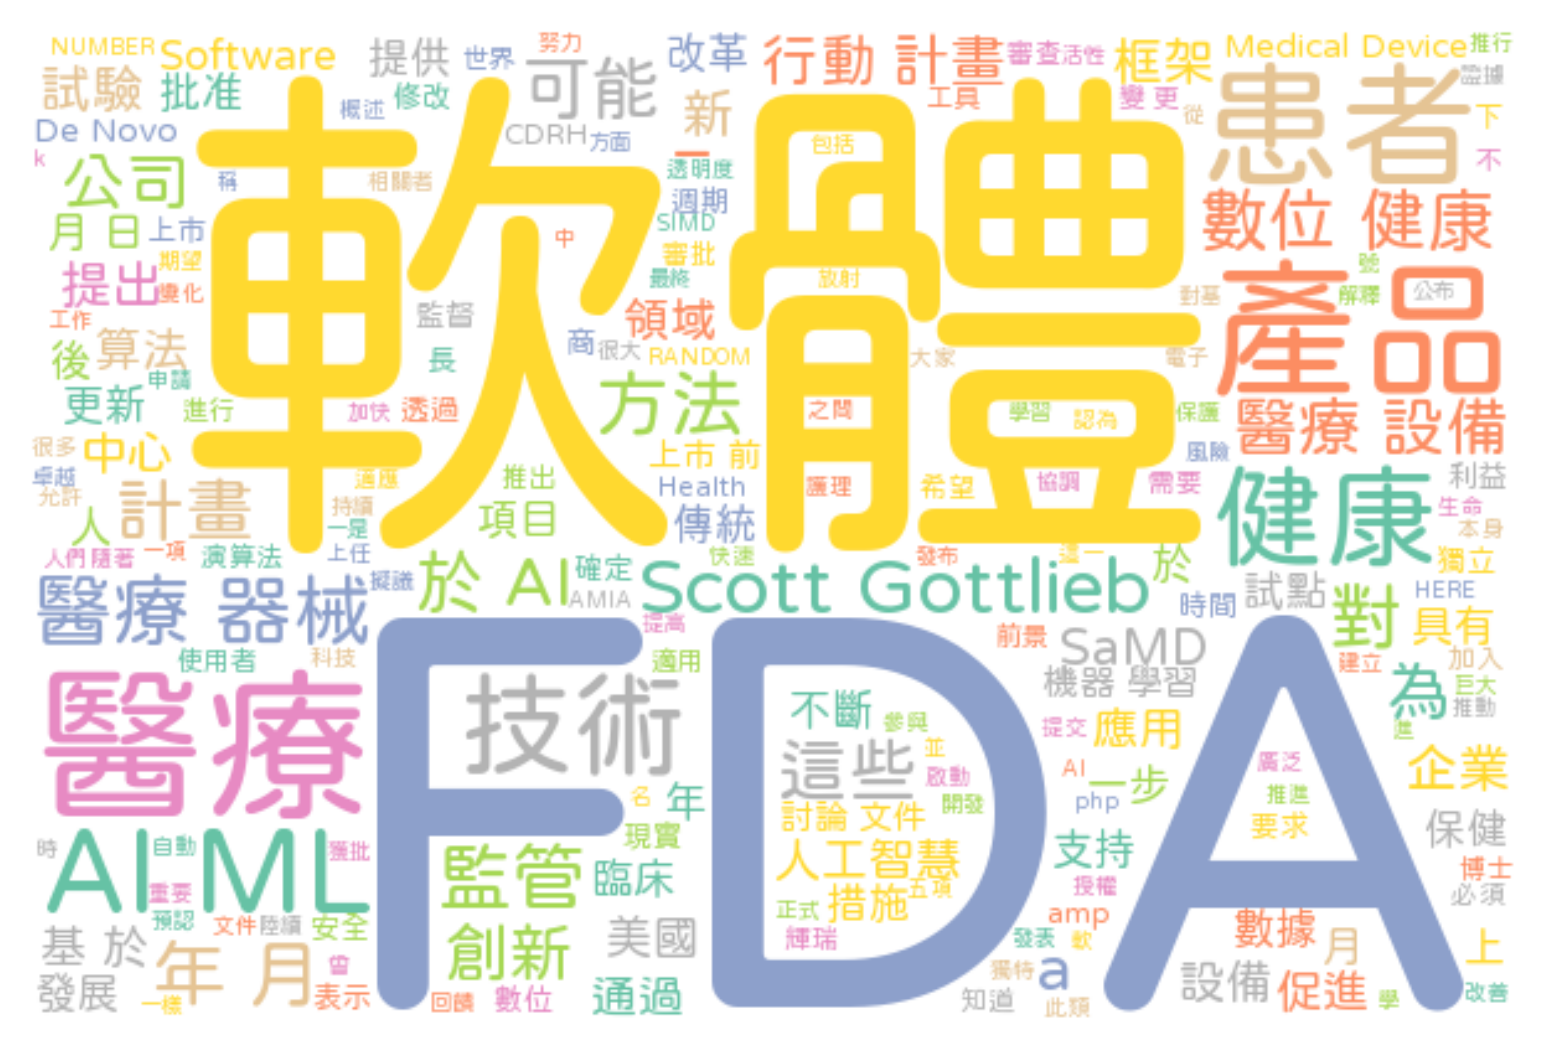 NUMBER Software 提供 世界 努力 改革 行動 計畫 審查活性 框架 Medical Device 推行
試驗 批准 概述 修改 可能 新 工具 變 更 從 患者 證據
De Novo CDRH 方面 一 包括 下
k 公司 稱 相關者 透明度 不
月 日 上市 週期 數位 健康
期望 中 SIMD 審批 號
提出 變化 最終 放射 對基 解釋 公布
工作 監督 領域 產品
軟體
後 算法 商 很大 RANDOM 大家 電子
申請 長
更新 進行 加快 透過 方法 之間 學習 認為 保護 醫療 設備
很多 中心 上市 前 風險
卓越 適應 推出 Health 護理 希望 協調 需要 健康 利益
允許 計畫 持續 項目 傳統 生命
人 一是 本身
人們 隨著 一項 演算法 上任 快速 發布 這一 於 獨立
醫療 器械 擬議 於 AI 確定 AMIA Scott Gottlieb 時間 試點 對 HERE
提高 前景 SaMD 具有
使用者 科技 適用 建立 加入
機器 學習 為 巨大
醫療 技術 不斷 參與 提交 應用 推動
進
這些 並 AI 一步 廣泛 企業
名 年 啟動 php 推進
FDA
討論 文件 開發 要求 保健
時 AI ML 自動 獲批 現實 人工智慧 支持
重要 監管 臨床 措施 五項 授權 博士
預認 正式 必須
基 於 文件 陸續 安全 創新 美國 輝瑞 amp 數據
發表 軟 月 上
年 月 曾 獨特 a
發展 一樣 表示 回饋 數位 通過 知道 此類 設備 促進 學 改善